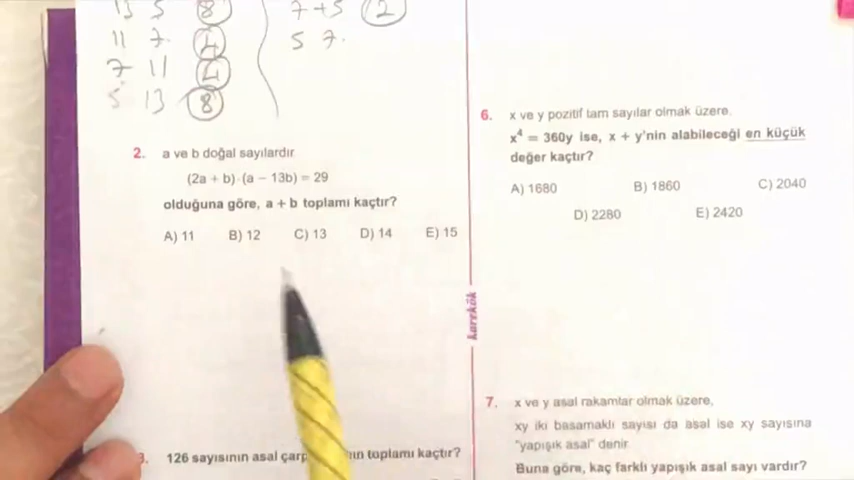 13 5 8
11 7 4
7 11 4
5 13 8
7 +5 2
5 7
2. a ve b doğal sayılardır
(2a + b).(a − 13b) = 29
olduğuna göre, a + b toplamı kaçtır?
A) 11 B) 12 C) 13 D) 14 E) 15
3. 126 sayısının asal çarp ın toplamı kaçtır?
karekök
6. x ve y pozitif tam sayılar olmak üzere,
x⁴ = 360y ise, x + y'nin alabileceği en küçük
değer kaçtır?
A) 1680 B) 1860 C) 2040
D) 2280 E) 2420
7. x ve y asal rakamlar olmak üzere,
xy iki basamaklı sayısı da asal ise xy sayısına
"yapışık asal" denir
Buna göre, kaç farklı yapışık asal sayı vardır?